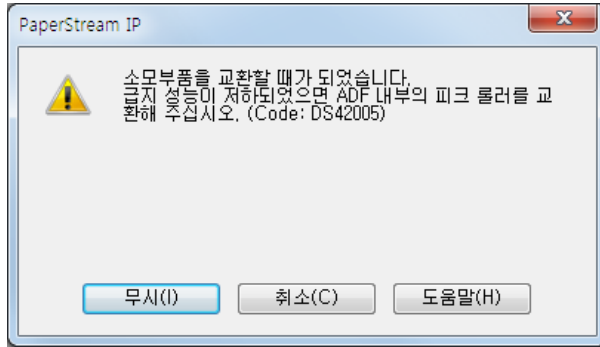 PaperStream IP
소모부품을 교환할 때가 되었습니다.
급지 성능이 저하되었으면 ADF 내부의 피크 롤러를 교
환해 주십시오. (Code: DS42005)
무시(I)
취소(C)
도움말(H)